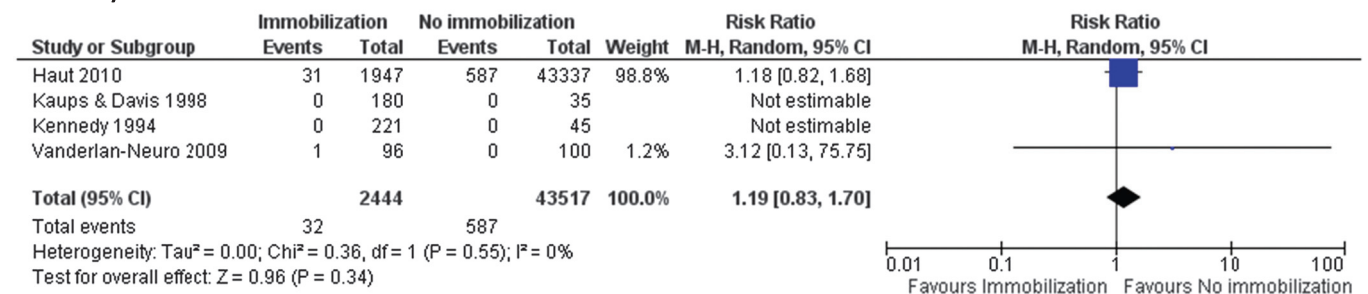 Immobilization No immobilization Risk Ratio Risk Ratio
Study or Subgroup Events Total Events Total Weight M-H, Random, 95% CI M-H, Random, 95% CI
Haut 2010 31 1947 587 43337 98.8% 1.18 [0.82, 1.68]
Kaups & Davis 1998 0 180 0 35 Not estimable
Kennedy 1994 0 221 0 45 Not estimable
Vanderlan-Neuro 2009 1 96 0 100 1.2% 3.12 [0.13, 75.75]
Total (95% CI) 2444 43517 100.0% 1.19 [0.83, 1.70]
Total events 32 587
Heterogeneity: Tau² = 0.00; Chi² = 0.36, df = 1 (P = 0.55); I² = 0%
Test for overall effect: Z = 0.96 (P = 0.34)
0.01 0.1 1 10 100
Favours Immobilization Favours No immobilization